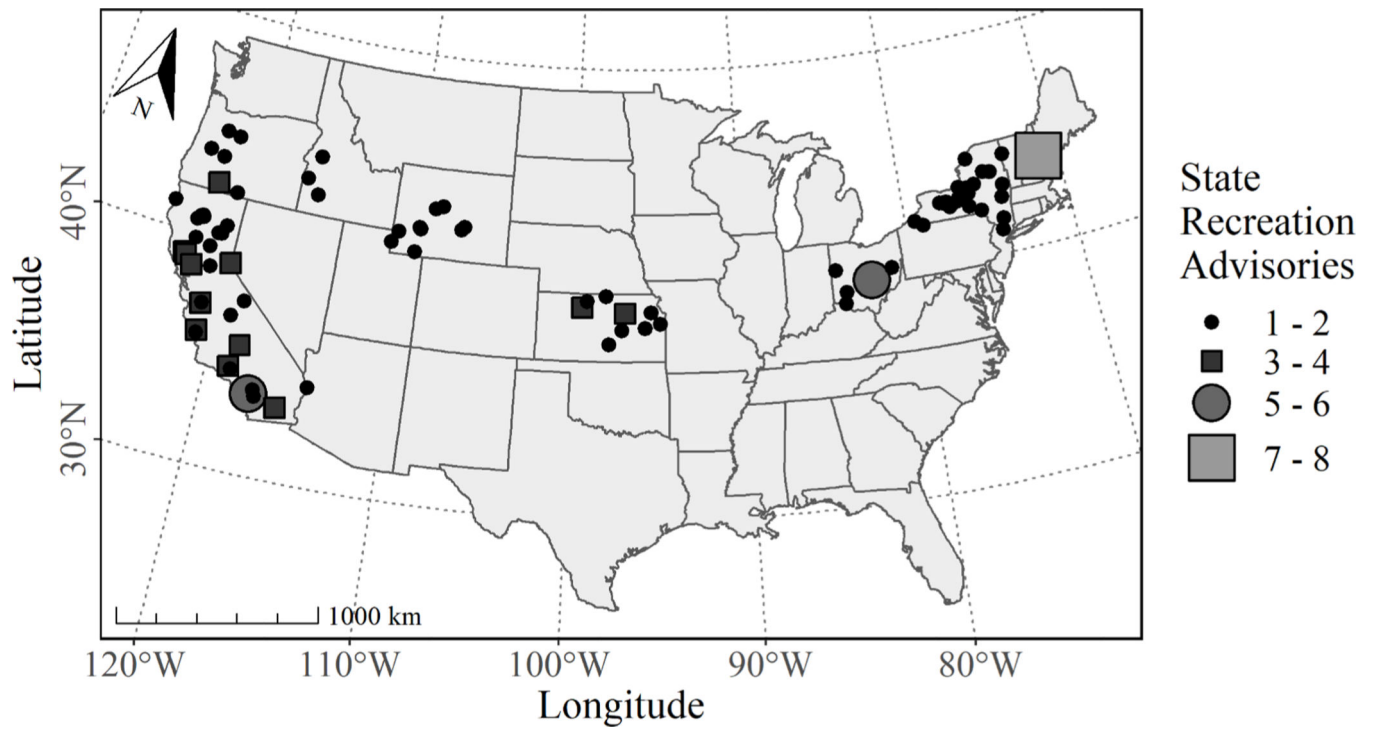 N
40°N
30°N
Latitude
1000 km
120°W 110°W 100°W 90°W 80°W
Longitude
State
Recreation
Advisories
1 - 2
3 - 4
5 - 6
7 - 8